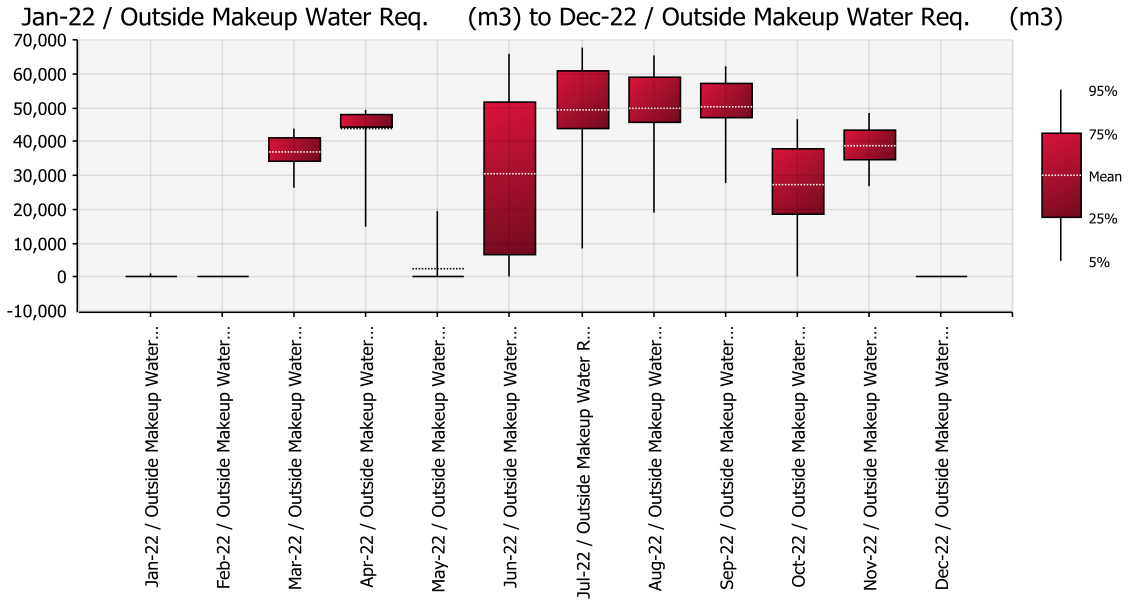 Jan-22 / Outside Makeup Water Req. (m3) to Dec-22 / Outside Makeup Water Req. (m3)
70,000
60,000
50,000
40,000
30,000
20,000
10,000
0
-10,000
Jan-22 / Outside Makeup Water...
Feb-22 / Outside Makeup Water...
Mar-22 / Outside Makeup Water...
Apr-22 / Outside Makeup Water...
May-22 / Outside Makeup Water...
Jun-22 / Outside Makeup Water...
Jul-22 / Outside Makeup Water R...
Aug-22 / Outside Makeup Water...
Sep-22 / Outside Makeup Water...
Oct-22 / Outside Makeup Water...
Nov-22 / Outside Makeup Water...
Dec-22 / Outside Makeup Water...
95%
75%
Mean
25%
5%